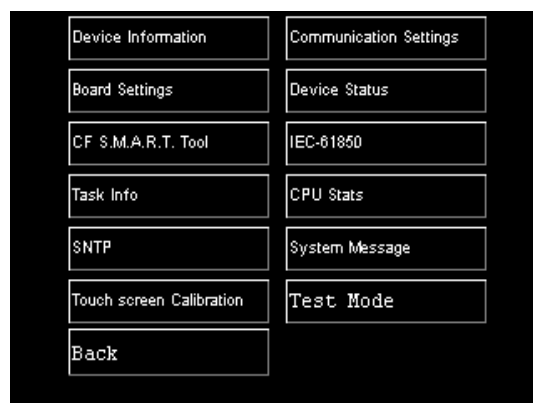 Device Information
Communication Settings
Board Settings
Device Status
CF S.M.A.R.T. Tool
IEC-61850
Task Info
CPU Stats
SNTP
System Message
Touch screen Calibration
Test Mode
Back